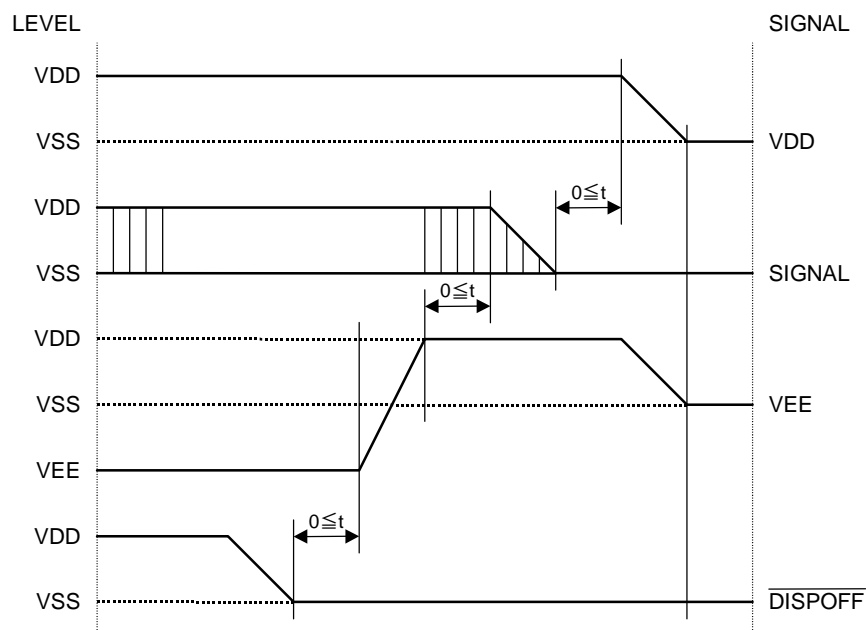 LEVEL SIGNAL
VDD
VSS VDD
VDD 0≦t
VSS SIGNAL
0≦t
VDD
VSS VEE
VEE
VDD 0≦t
VSS DISPOFF